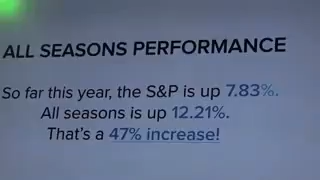 ALL SEASONS PERFORMANCE
So far this year, the S&P is up 7.83%.
All seasons is up 12.21%.
That's a 47% increase!